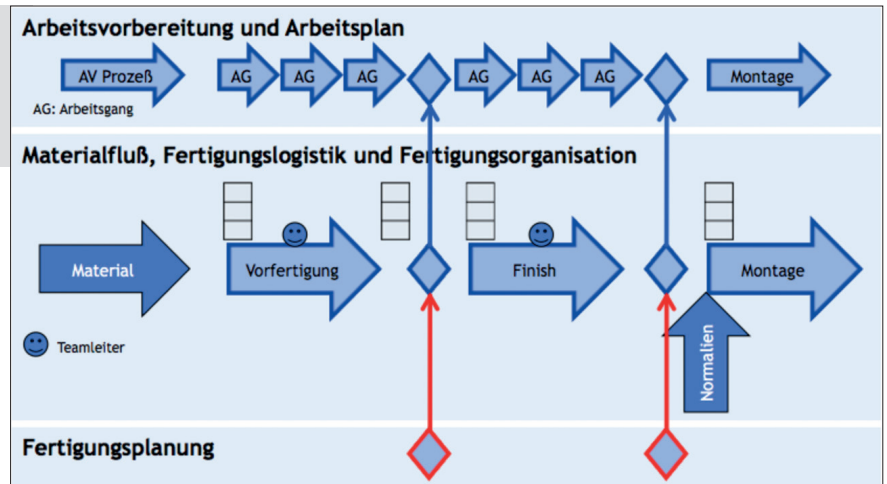 Arbeitsvorbereitung und Arbeitsplan
AV Prozeß
AG
AG
AG
AG
AG
AG
Montage
AG: Arbeitsgang
Materialfluß, Fertigungslogistik und Fertigungsorganisation
Material
Vorfertigung
Finish
Montage
Teamleiter
Normalien
Fertigungsplanung